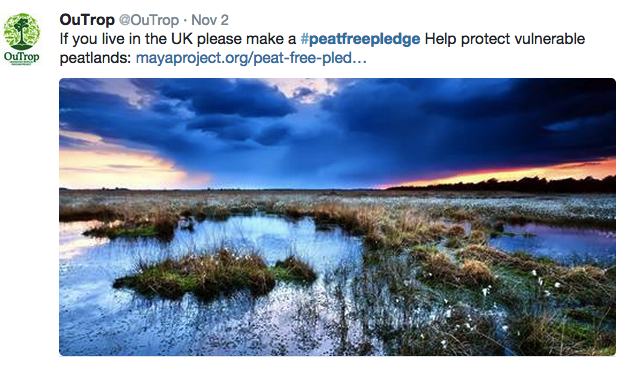 OuTrop @OuTrop · Nov 2
If you live in the UK please make a #peatfreepledge Help protect vulnerable
peatlands: mayaproject.org/peat-free-pled…
OuTrop